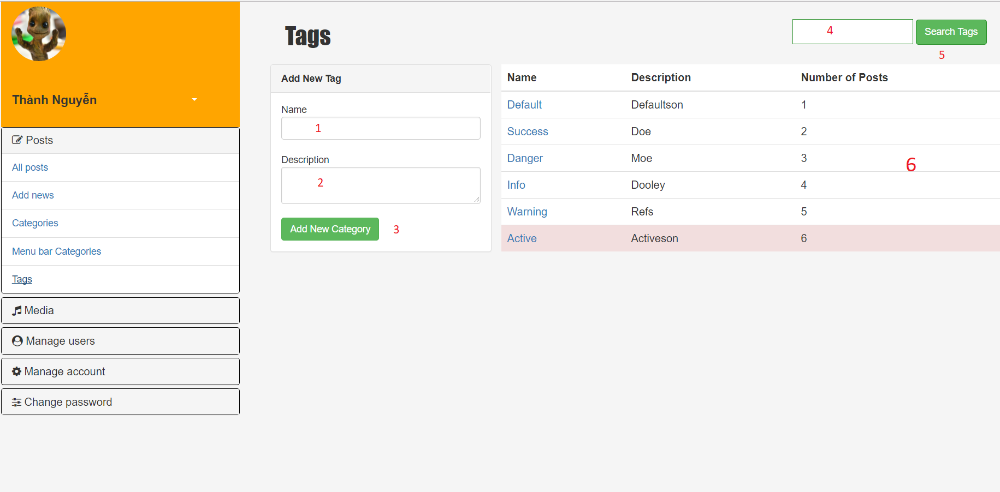 Thành Nguyễn
Posts
All posts
Add news
Categories
Menu bar Categories
Tags
Media
Manage users
Manage account
Change password
Tags
4
Search Tags
5
Add New Tag
Name
1
Description
2
Add New Category
3
Name Description Number of Posts
Default Defaultson 1
Success Doe 2
Danger Moe 3
6
Info Dooley 4
Warning Refs 5
Active Activeson 6